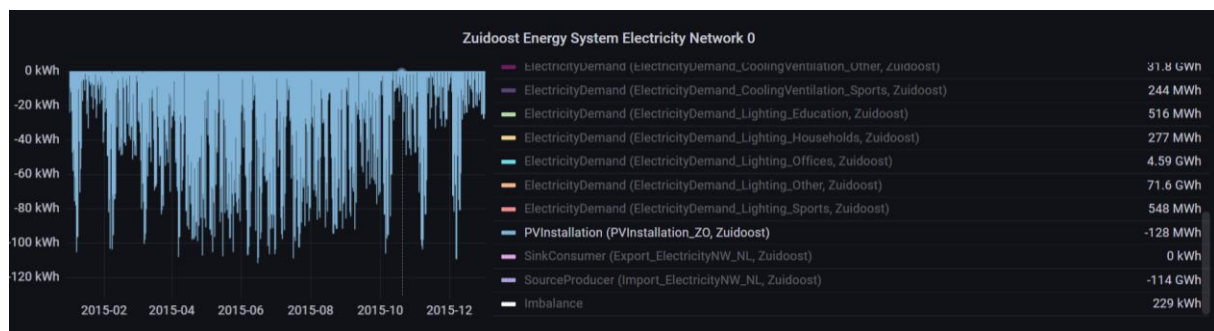 Zuidoost Energy System Electricity Network 0
0 kWh
-20 kWh
-40 kWh
-60 kWh
-80 kWh
-100 kWh
-120 kWh
2015-02 2015-04 2015-06 2015-08 2015-10 2015-12
ElectricityDemand (ElectricityDemand_CoolingVentilation_Other, Zuidoost) 31.8 GWh
ElectricityDemand (ElectricityDemand_CoolingVentilation_Sports, Zuidoost) 244 MWh
ElectricityDemand (ElectricityDemand_Lighting_Education, Zuidoost) 516 MWh
ElectricityDemand (ElectricityDemand_Lighting_Households, Zuidoost) 277 MWh
ElectricityDemand (ElectricityDemand_Lighting_Offices, Zuidoost) 4.59 GWh
ElectricityDemand (ElectricityDemand_Lighting_Other, Zuidoost) 71.6 GWh
ElectricityDemand (ElectricityDemand_Lighting_Sports, Zuidoost) 548 MWh
PVInstallation (PVInstallation_ZO, Zuidoost) -128 MWh
SinkConsumer (Export_ElectricityNW_NL, Zuidoost) 0 kWh
SourceProducer (Import_ElectricityNW_NL, Zuidoost) -114 GWh
Imbalance 229 kWh